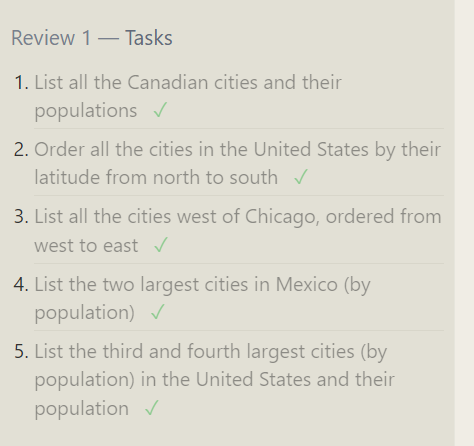 Review 1 — Tasks
1. List all the Canadian cities and their
populations ✓
2. Order all the cities in the United States by their
latitude from north to south ✓
3. List all the cities west of Chicago, ordered from
west to east ✓
4. List the two largest cities in Mexico (by
population) ✓
5. List the third and fourth largest cities (by
population) in the United States and their
population ✓